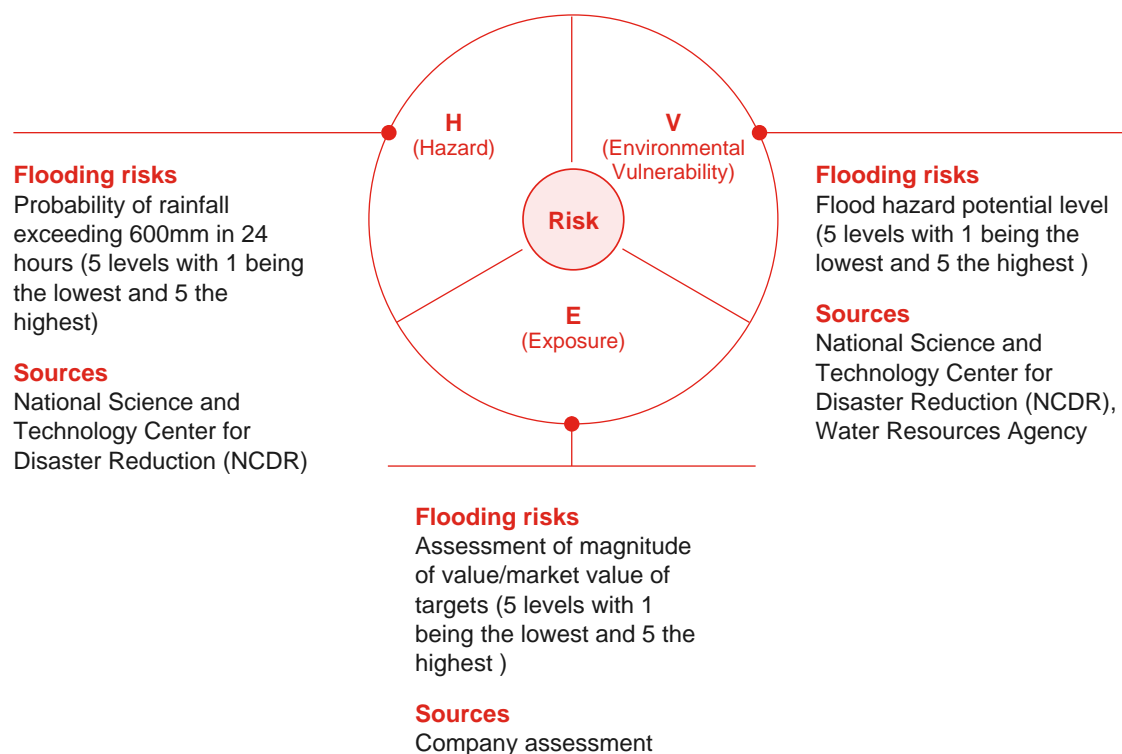 H
(Hazard)
V
(Environmental
Vulnerability)
Risk
E
(Exposure)
Flooding risks
Probability of rainfall
exceeding 600mm in 24
hours (5 levels with 1 being
the lowest and 5 the
highest)
Sources
National Science and
Technology Center for
Disaster Reduction (NCDR)
Flooding risks
Flood hazard potential level
(5 levels with 1 being the
lowest and 5 the highest )
Sources
National Science and
Technology Center for
Disaster Reduction (NCDR),
Water Resources Agency
Flooding risks
Assessment of magnitude
of value/market value of
targets (5 levels with 1
being the lowest and 5 the
highest )
Sources
Company assessment